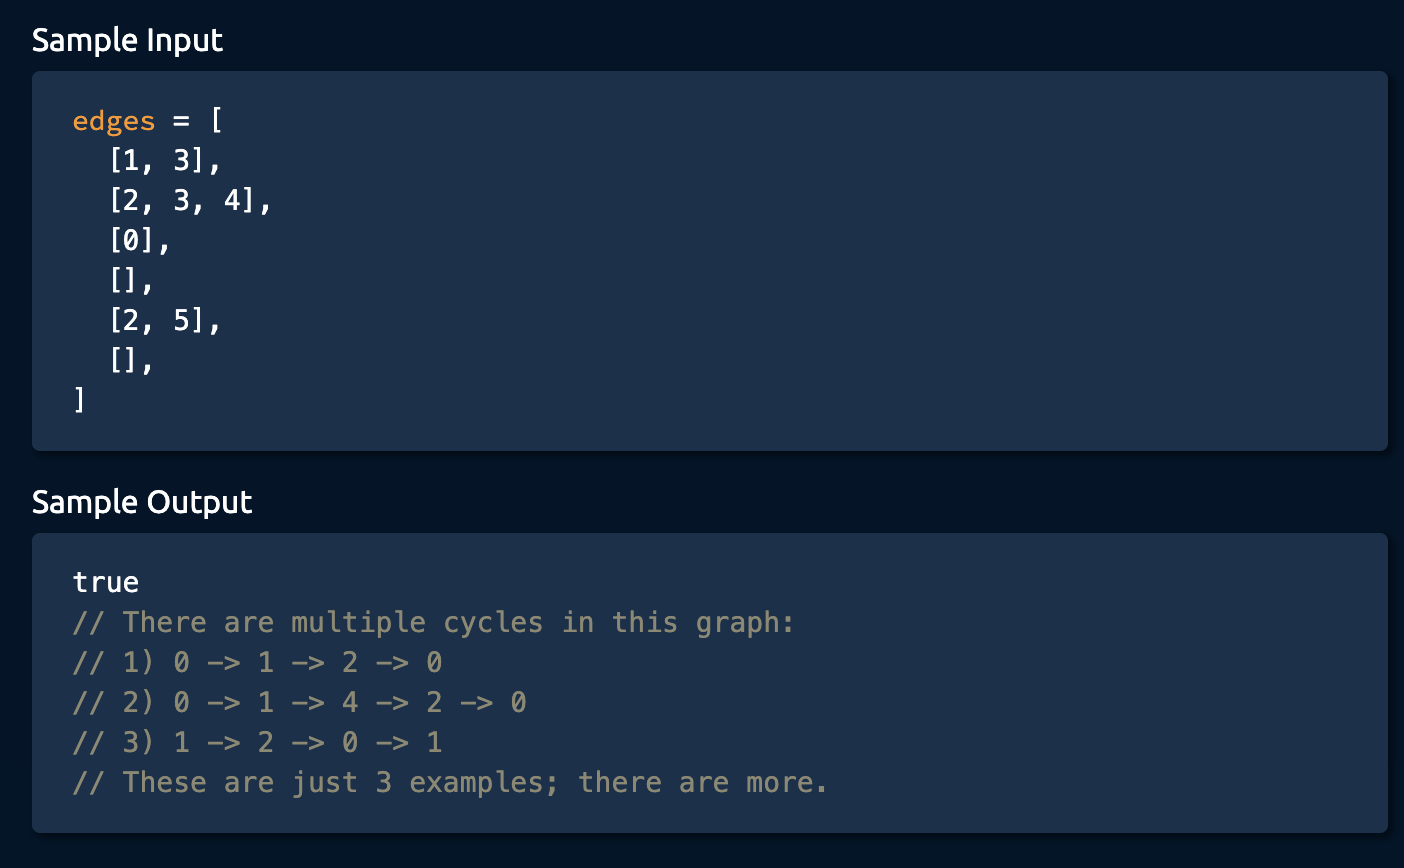 Sample Input
edges = [
  [1, 3],
  [2, 3, 4],
  [0],
  [],
  [2, 5],
  [],
]
Sample Output
true
// There are multiple cycles in this graph:
// 1) 0 -> 1 -> 2 -> 0
// 2) 0 -> 1 -> 4 -> 2 -> 0
// 3) 1 -> 2 -> 0 -> 1
// These are just 3 examples; there are more.